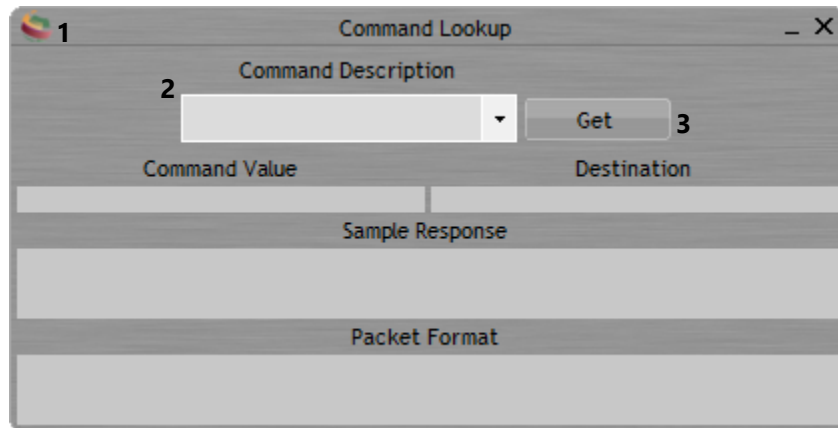 1 Command Lookup
Command Description
2
Get 3
Command Value Destination
Sample Response
Packet Format